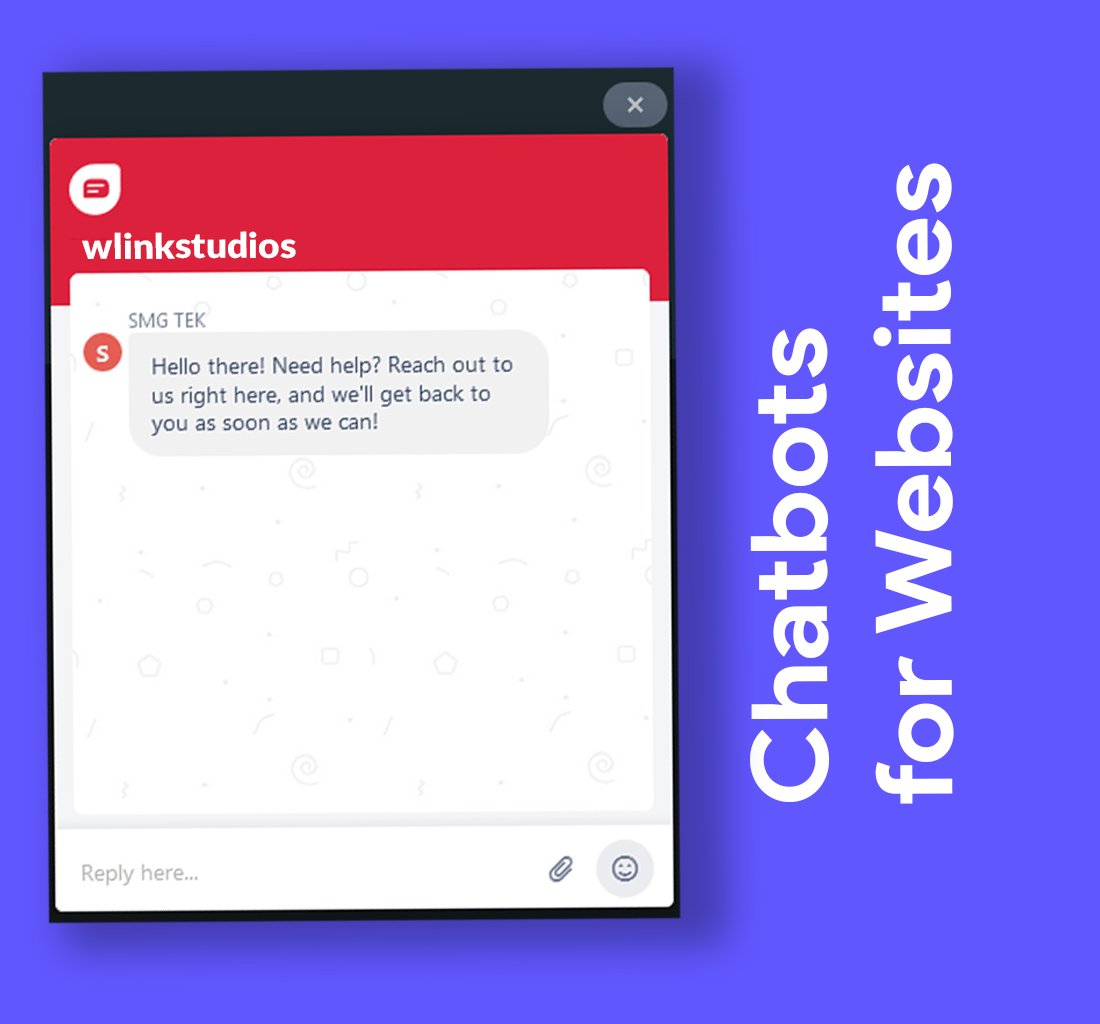 wlinkstudios
SMG TEK
S
Hello there! Need help? Reach out to
us right here, and we'll get back to
you as soon as we can!
Reply here...
Chatbots
for Websites